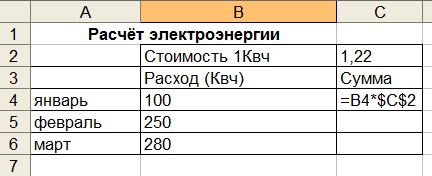 A B C
1 Расчёт электроэнергии
2 Стоимость 1Квч 1,22
3 Расход (Квч) Сумма
4 январь 100 =B4*$C$2
5 февраль 250
6 март 280
7